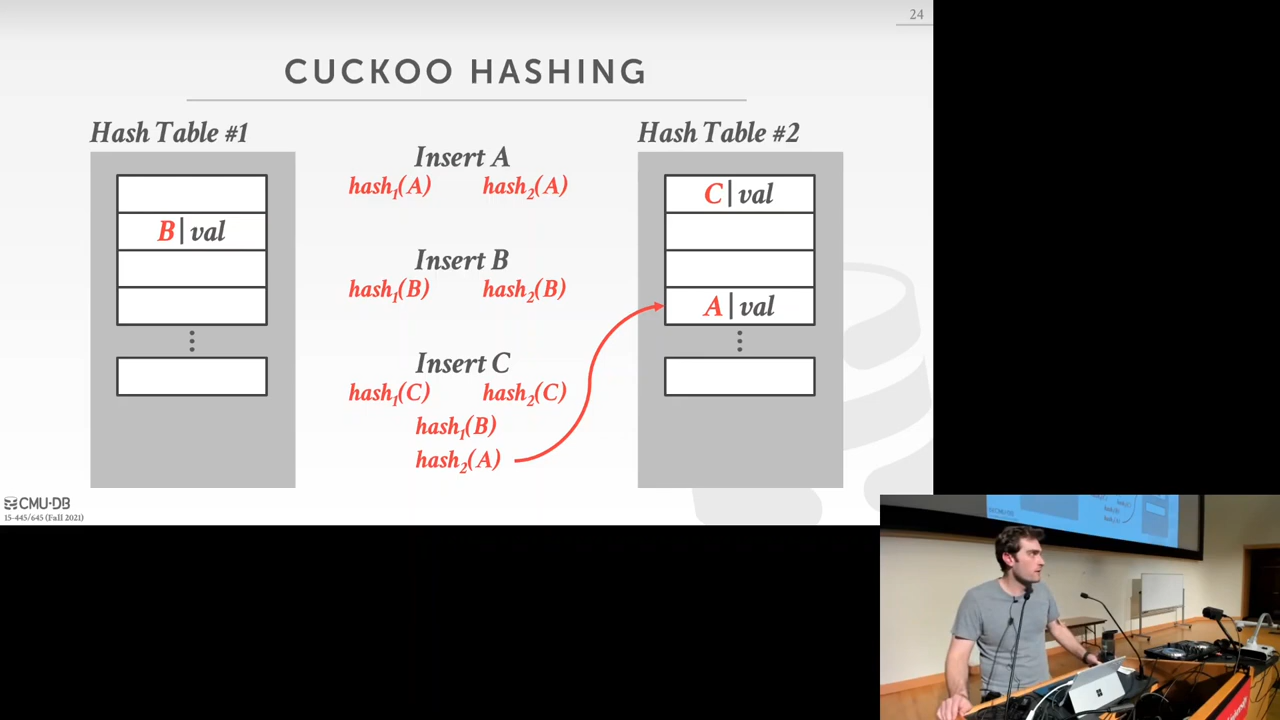 24
CUCKOO HASHING
Hash Table #1
Hash Table #2
Insert A
hash1(A) hash2(A)
C|val
B|val
Insert B
hash1(B) hash2(B)
A|val
Insert C
hash1(C) hash2(C)
hash1(B)
hash2(A)
CMU·DB
15-445/645 (Fall 2021)